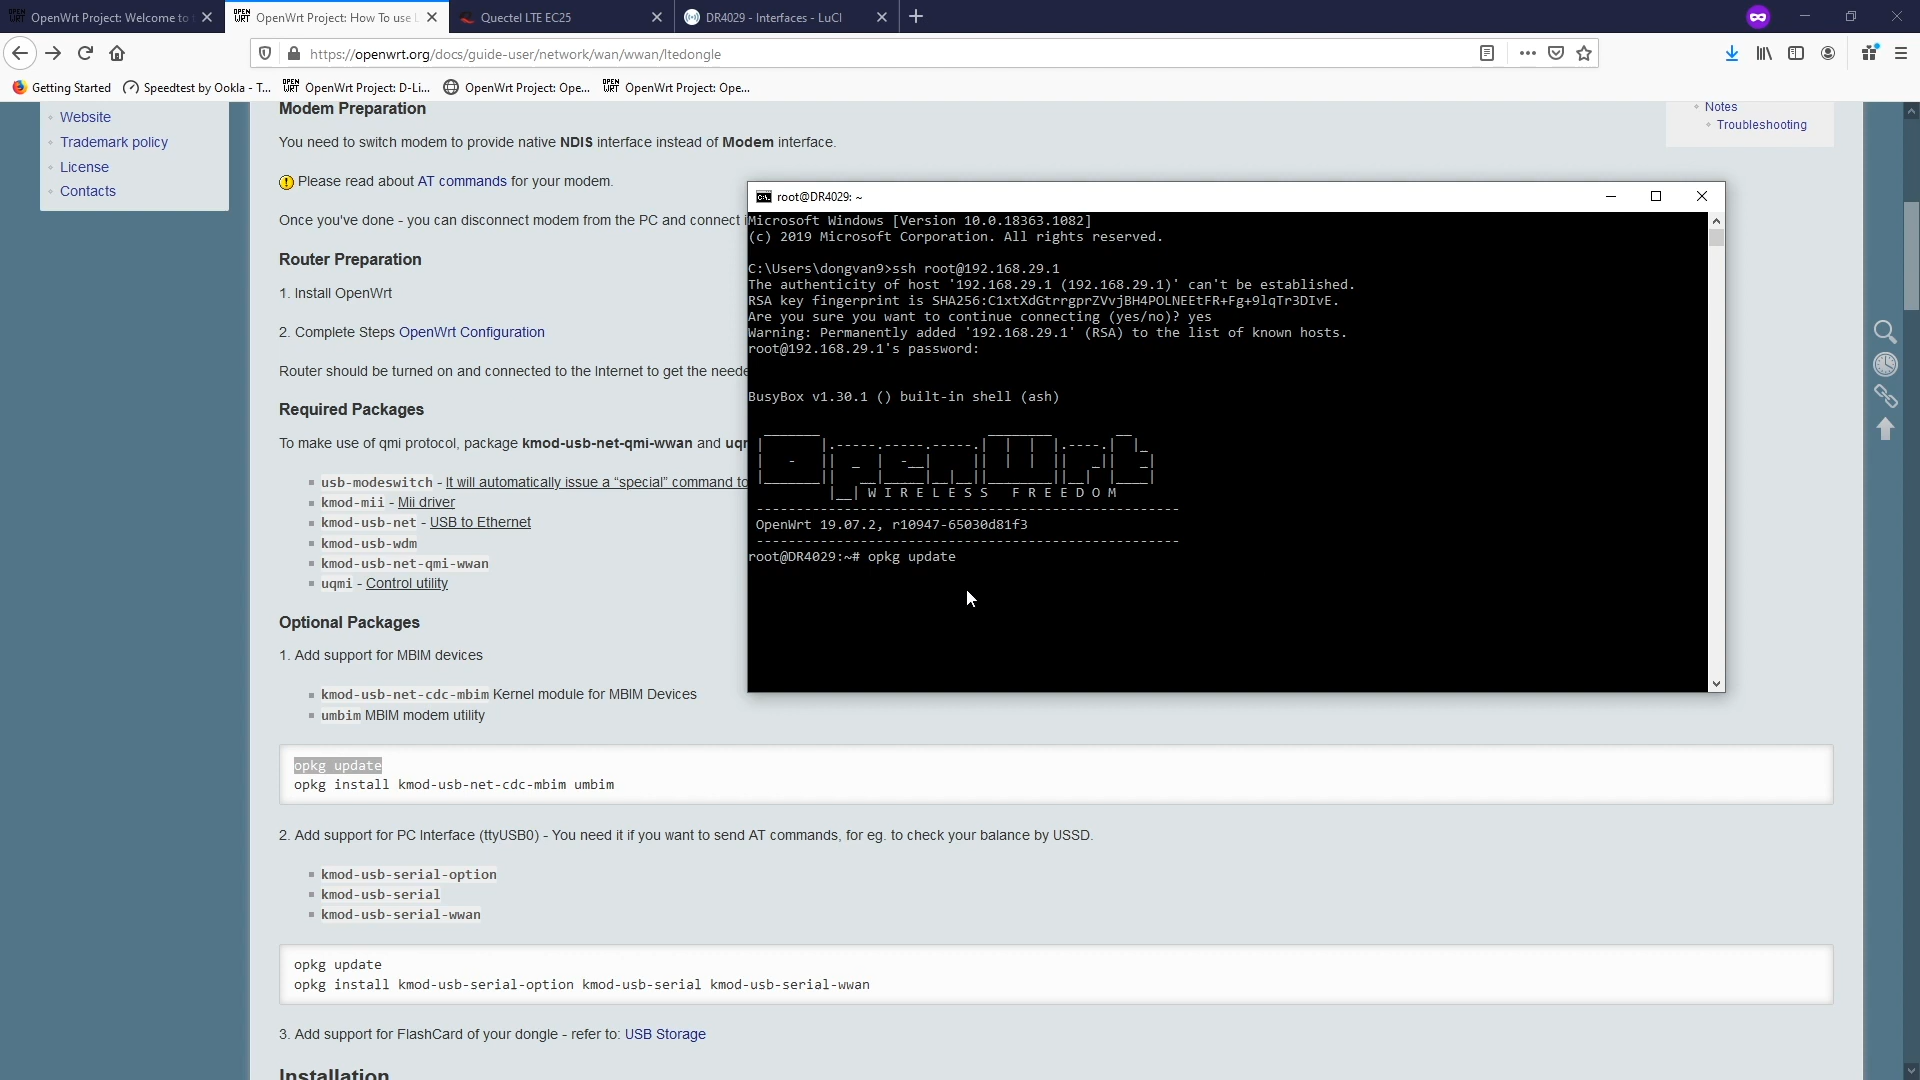 OpenWrt Project: Welcome to t
OpenWrt Project: How To use L
Quectel LTE EC25
DR4029 - Interfaces - LuCI
https://openwrt.org/docs/guide-user/network/wan/wwan/ltedongle
Getting Started
Speedtest by Ookla - T...
OpenWrt Project: D-Li...
OpenWrt Project: Ope...
OpenWrt Project: Ope...
Website
Trademark policy
License
Contacts
Notes
Troubleshooting
Modem Preparation
You need to switch modem to provide native NDIS interface instead of Modem interface.
Please read about AT commands for your modem.
Once you've done - you can disconnect modem from the PC and connect i
Router Preparation
1. Install OpenWrt
2. Complete Steps OpenWrt Configuration
Router should be turned on and connected to the Internet to get the neede
Required Packages
To make use of qmi protocol, package kmod-usb-net-qmi-wwan and uqr
usb-modeswitch - It will automatically issue a “special” command to
kmod-mii - Mii driver
kmod-usb-net - USB to Ethernet
kmod-usb-wdm
kmod-usb-net-qmi-wwan
uqmi - Control utility
Optional Packages
1. Add support for MBIM devices
kmod-usb-net-cdc-mbim Kernel module for MBIM Devices
umbim MBIM modem utility
opkg update
opkg install kmod-usb-net-cdc-mbim umbim
2. Add support for PC Interface (ttyUSB0) - You need it if you want to send AT commands, for eg. to check your balance by USSD.
kmod-usb-serial-option
kmod-usb-serial
kmod-usb-serial-wwan
opkg update
opkg install kmod-usb-serial-option kmod-usb-serial kmod-usb-serial-wwan
3. Add support for FlashCard of your dongle - refer to: USB Storage
Installation
root@DR4029: ~
Microsoft Windows [Version 10.0.18363.1082]
(c) 2019 Microsoft Corporation. All rights reserved.
C:\Users\dongvan9>ssh root@192.168.29.1
The authenticity of host '192.168.29.1 (192.168.29.1)' can't be established.
RSA key fingerprint is SHA256:C1xtXdGtrrgprZVvjBH4POLNEEtFR+Fg+9lqTr3DIvE.
Are you sure you want to continue connecting (yes/no)? yes
Warning: Permanently added '192.168.29.1' (RSA) to the list of known hosts.
root@192.168.29.1's password:
BusyBox v1.30.1 () built-in shell (ash)
OpenWrt
W I R E L E S S   F R E E D O M
OpenWrt 19.07.2, r10947-65030d81f3
root@DR4029:~# opkg update